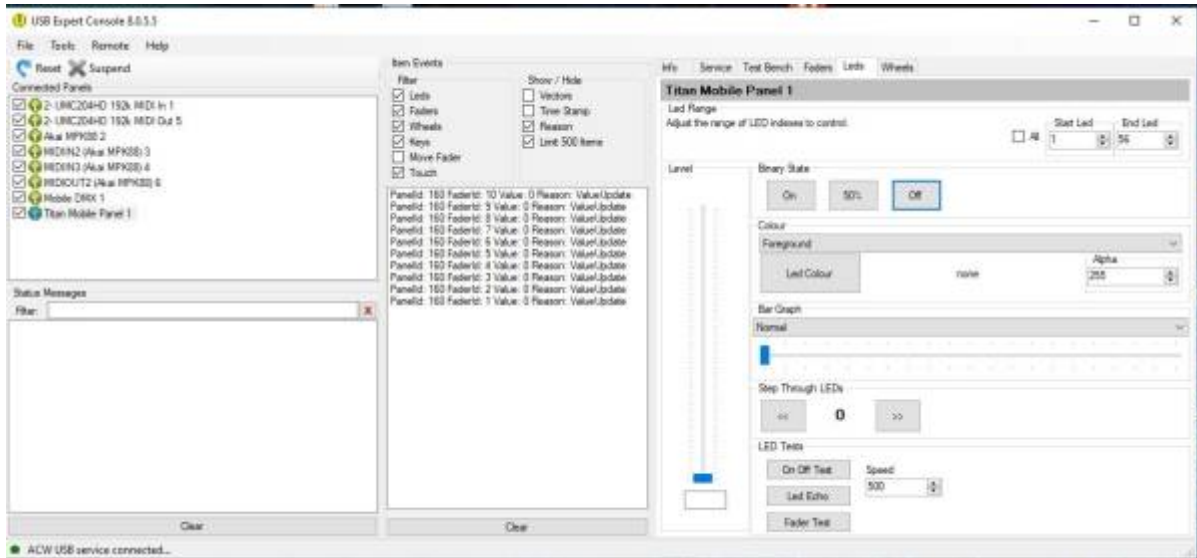 USB Expert Console 8.0.5.5
File Tools Remote Help
Reset Suspend
Connected Panels
2- UMC204HD 192k MIDI In 1
2- UMC204HD 192k MIDI Out 5
Akai MPK88 2
MIDIIN2 (Akai MPK88) 3
MIDIIN3 (Akai MPK88) 4
MIDIOUT2 (Akai MPK88) 6
Mobile DMX 1
Titan Mobile Panel 1
Status Messages
Filter: X
Clear
ACW USB service connected...
Item Events
Filter
Leds
Faders
Wheels
Keys
Move Fader
Touch
Show / Hide
Vectors
Time Stamp
Reason
Limit 500 Items
PanelId: 160 FaderId: 10 Value: 0 Reason: ValueUpdate
PanelId: 160 FaderId: 9 Value: 0 Reason: ValueUpdate
PanelId: 160 FaderId: 8 Value: 0 Reason: ValueUpdate
PanelId: 160 FaderId: 7 Value: 0 Reason: ValueUpdate
PanelId: 160 FaderId: 6 Value: 0 Reason: ValueUpdate
PanelId: 160 FaderId: 5 Value: 0 Reason: ValueUpdate
PanelId: 160 FaderId: 4 Value: 0 Reason: ValueUpdate
PanelId: 160 FaderId: 3 Value: 0 Reason: ValueUpdate
PanelId: 160 FaderId: 2 Value: 0 Reason: ValueUpdate
PanelId: 160 FaderId: 1 Value: 0 Reason: ValueUpdate
Clear
Info Service Test Bench Faders Leds Wheels
Titan Mobile Panel 1
Led Range
Adjust the range of LED indexes to control.
All
Start Led
1
End Led
56
Level
Binary State
On 50% Off
Colour
Foreground
Led Colour
none
Alpha
255
Bar Graph
Normal
Step Through LEDs
<< 0 >>
LED Tests
On Off Test
Speed
500
Led Echo
Fader Test